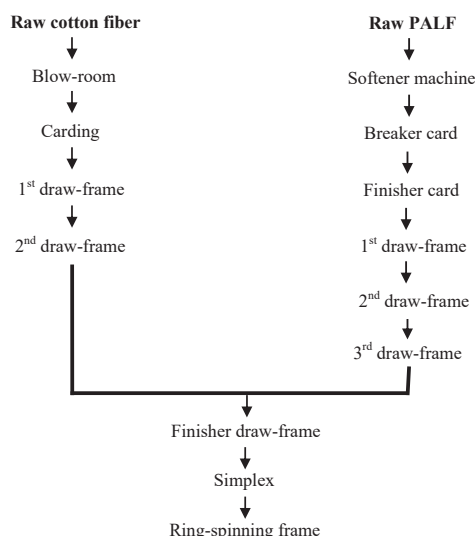 Raw cotton fiber
Blow-room
Carding
1st draw-frame
2nd draw-frame
Raw PALF
Softener machine
Breaker card
Finisher card
1st draw-frame
2nd draw-frame
3rd draw-frame
Finisher draw-frame
Simplex
Ring-spinning frame